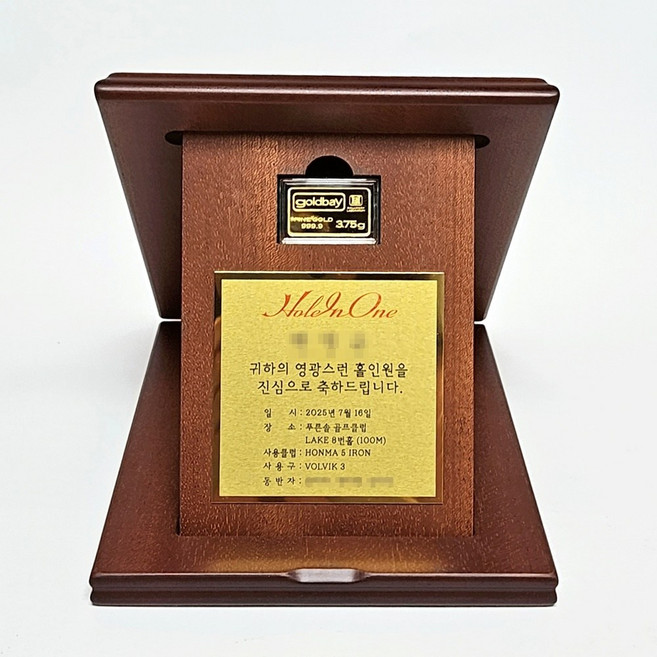 goldbay
FINE GOLD
999.9
3.75g
Hole In One
귀하의 영광스런 홀인원을
진심으로 축하드립니다.
일 시 : 2025년 7월 16일
장 소 : 푸른솔 골프클럽
LAKE 8번홀 (100M)
사용클럽 : HONMA 5 IRON
사 용 구 : VOLVIK 3
동 반 자 :